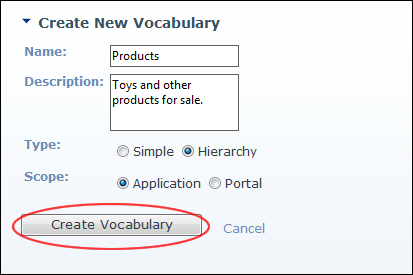 Create New Vocabulary
Name: Products
Description: Toys and other
products for sale.
Type: Simple Hierarchy
Scope: Application Portal
Create Vocabulary Cancel